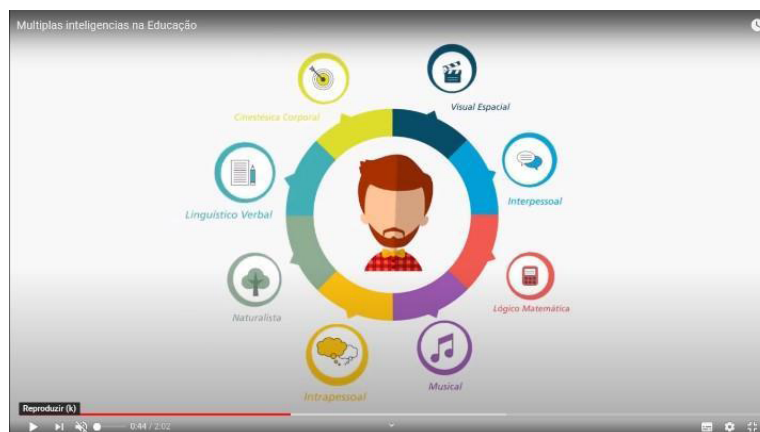 Multiplas inteligencias na Educação
Cinestésica Corporal
Visual Espacial
Linguístico Verbal
Interpessoal
Naturalista
Lógico Matemática
Intrapessoal
Musical
Reproduzir (k)
0:44 / 2:02